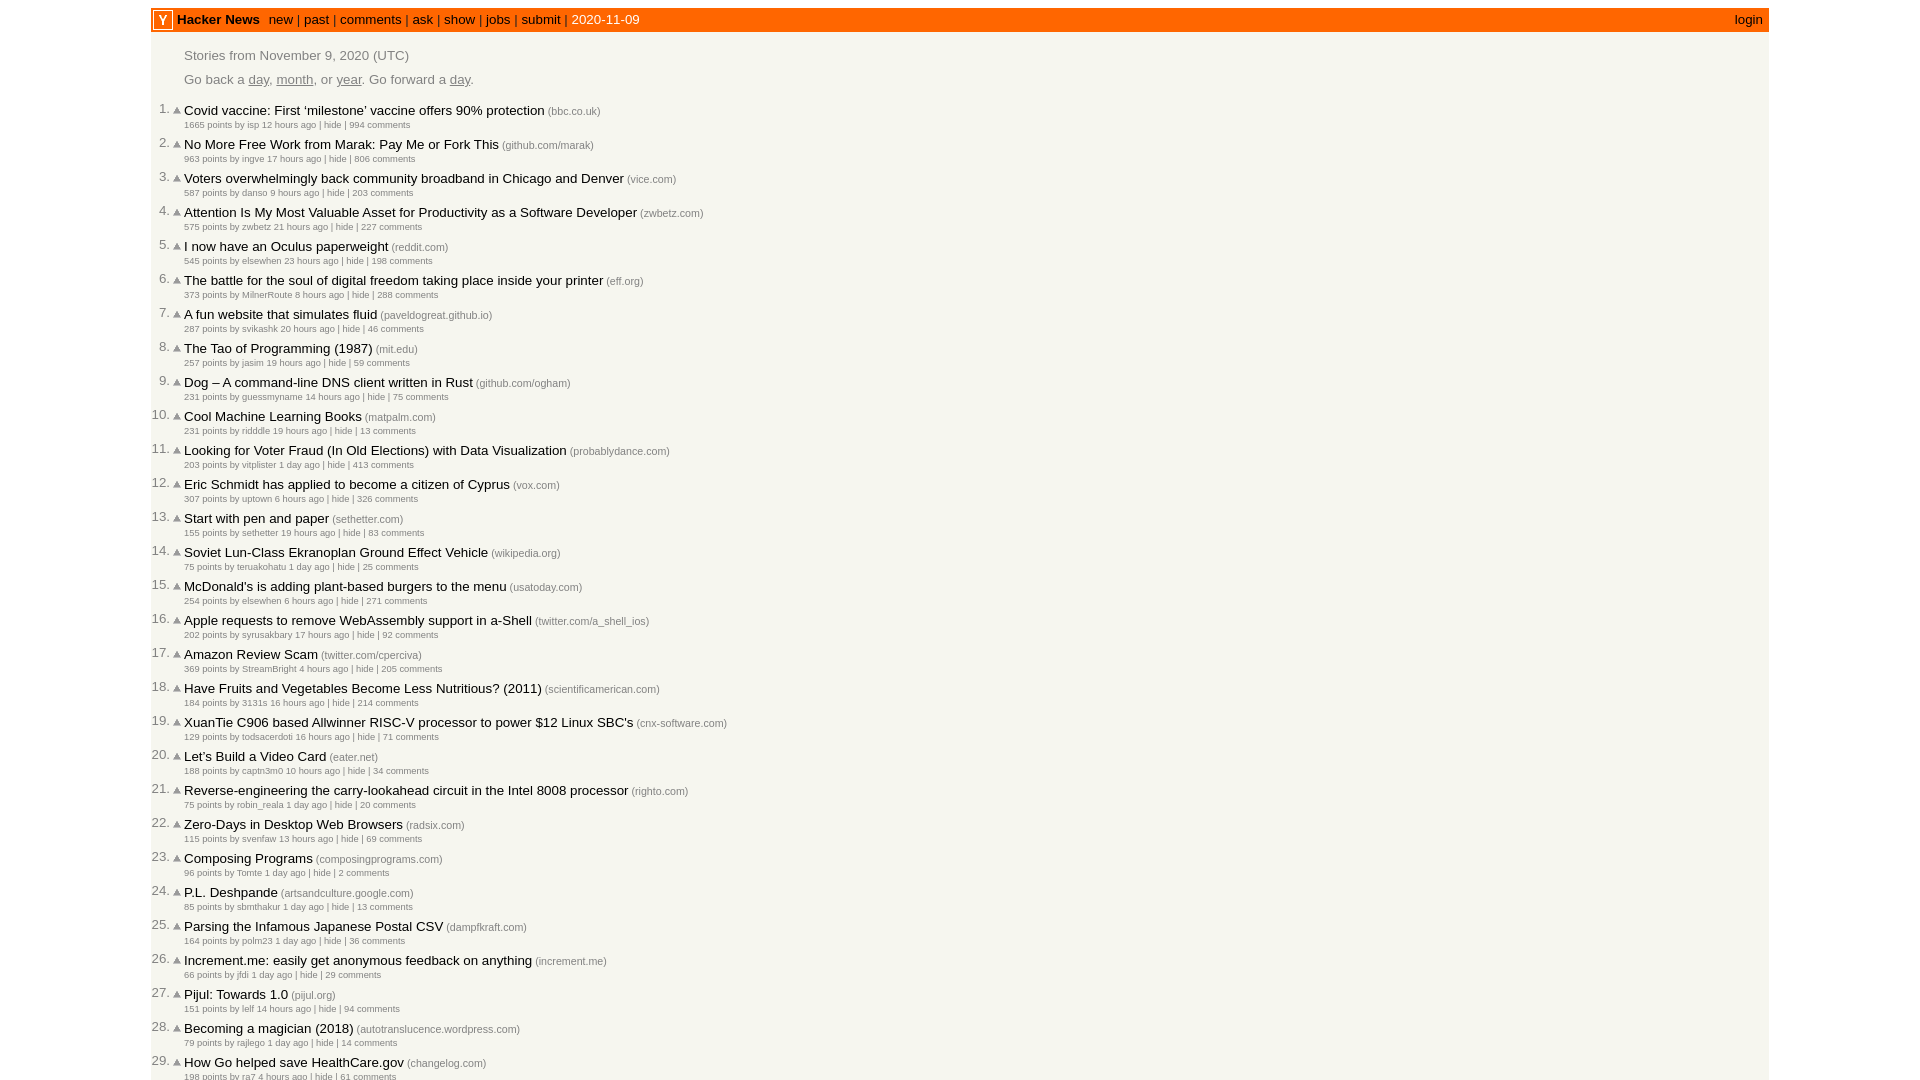 Y Hacker News new | past | comments | ask | show | jobs | submit | 2020-11-09 login
Stories from November 9, 2020 (UTC)
Go back a day, month, or year. Go forward a day.
1. Covid vaccine: First ‘milestone’ vaccine offers 90% protection (bbc.co.uk)
1665 points by isp 12 hours ago | hide | 994 comments
2. No More Free Work from Marak: Pay Me or Fork This (github.com/marak)
963 points by ingve 17 hours ago | hide | 806 comments
3. Voters overwhelmingly back community broadband in Chicago and Denver (vice.com)
587 points by danso 9 hours ago | hide | 203 comments
4. Attention Is My Most Valuable Asset for Productivity as a Software Developer (zwbetz.com)
575 points by zwbetz 21 hours ago | hide | 227 comments
5. I now have an Oculus paperweight (reddit.com)
545 points by elsewhen 23 hours ago | hide | 198 comments
6. The battle for the soul of digital freedom taking place inside your printer (eff.org)
373 points by MilnerRoute 8 hours ago | hide | 288 comments
7. A fun website that simulates fluid (paveldogreat.github.io)
287 points by svikashk 20 hours ago | hide | 46 comments
8. The Tao of Programming (1987) (mit.edu)
257 points by jasim 19 hours ago | hide | 59 comments
9. Dog – A command-line DNS client written in Rust (github.com/ogham)
231 points by guessmyname 14 hours ago | hide | 75 comments
10. Cool Machine Learning Books (matpalm.com)
231 points by ridddle 19 hours ago | hide | 13 comments
11. Looking for Voter Fraud (In Old Elections) with Data Visualization (probablydance.com)
203 points by vitplister 1 day ago | hide | 413 comments
12. Eric Schmidt has applied to become a citizen of Cyprus (vox.com)
307 points by uptown 6 hours ago | hide | 326 comments
13. Start with pen and paper (sethetter.com)
155 points by sethetter 19 hours ago | hide | 83 comments
14. Soviet Lun-Class Ekranoplan Ground Effect Vehicle (wikipedia.org)
75 points by teruakohatu 1 day ago | hide | 25 comments
15. McDonald's is adding plant-based burgers to the menu (usatoday.com)
254 points by elsewhen 6 hours ago | hide | 271 comments
16. Apple requests to remove WebAssembly support in a-Shell (twitter.com/a_shell_ios)
202 points by syrusakbary 17 hours ago | hide | 92 comments
17. Amazon Review Scam (twitter.com/cperciva)
369 points by StreamBright 4 hours ago | hide | 205 comments
18. Have Fruits and Vegetables Become Less Nutritious? (2011) (scientificamerican.com)
184 points by 3131s 16 hours ago | hide | 214 comments
19. XuanTie C906 based Allwinner RISC-V processor to power $12 Linux SBC's (cnx-software.com)
129 points by todsacerdoti 16 hours ago | hide | 71 comments
20. Let’s Build a Video Card (eater.net)
188 points by captn3m0 10 hours ago | hide | 34 comments
21. Reverse-engineering the carry-lookahead circuit in the Intel 8008 processor (righto.com)
75 points by robin_reala 1 day ago | hide | 20 comments
22. Zero-Days in Desktop Web Browsers (radsix.com)
115 points by svenfaw 13 hours ago | hide | 69 comments
23. Composing Programs (composingprograms.com)
96 points by Tomte 1 day ago | hide | 2 comments
24. P.L. Deshpande (artsandculture.google.com)
85 points by sbmthakur 1 day ago | hide | 13 comments
25. Parsing the Infamous Japanese Postal CSV (dampfkraft.com)
164 points by polm23 1 day ago | hide | 36 comments
26. Increment.me: easily get anonymous feedback on anything (increment.me)
66 points by jfdi 1 day ago | hide | 29 comments
27. Pijul: Towards 1.0 (pijul.org)
151 points by lelf 14 hours ago | hide | 94 comments
28. Becoming a magician (2018) (autotranslucence.wordpress.com)
79 points by rajlego 1 day ago | hide | 14 comments
29. How Go helped save HealthCare.gov (changelog.com)
198 points by ra7 4 hours ago | hide | 61 comments